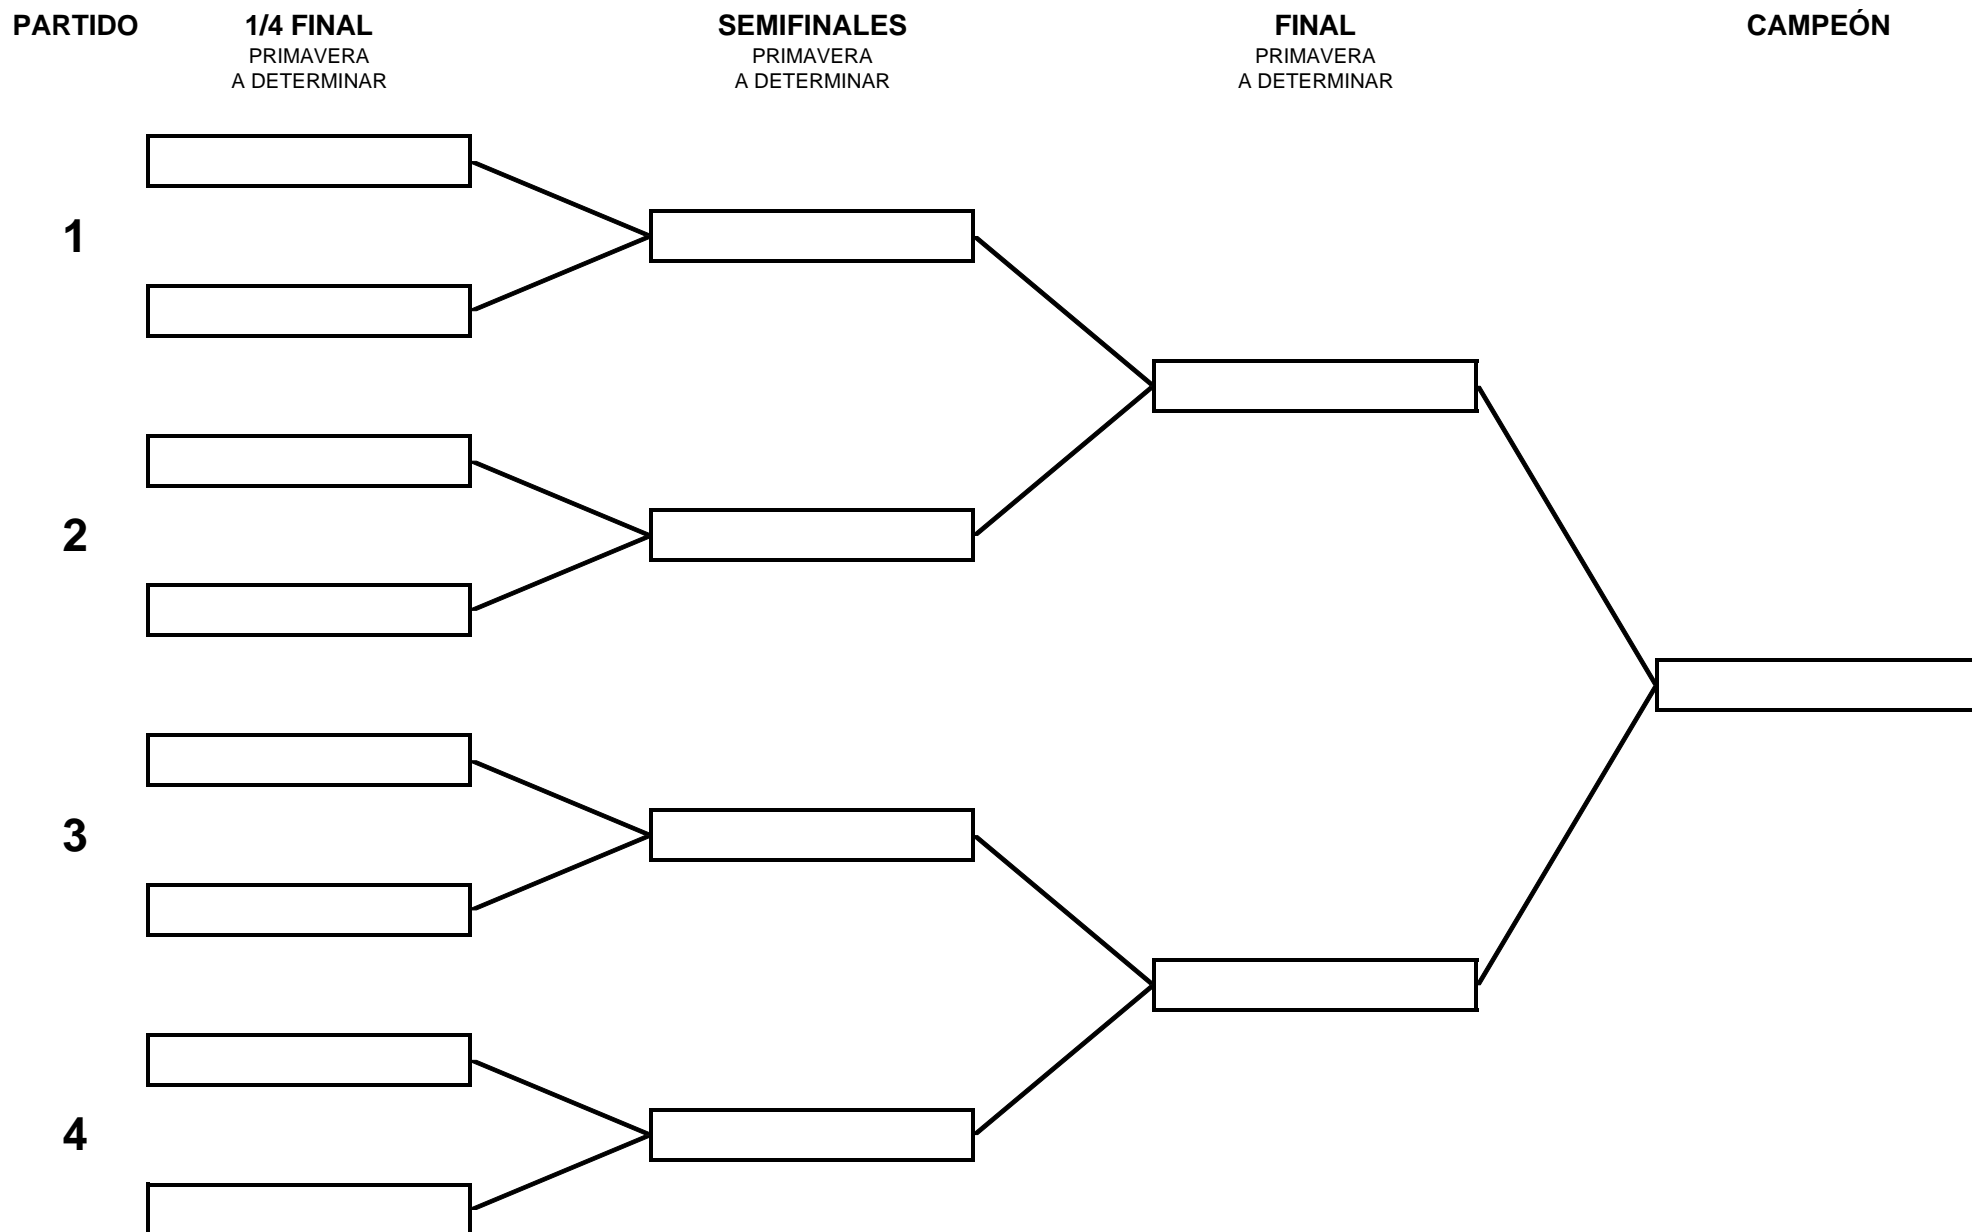 PARTIDO 1/4 FINAL SEMIFINALES FINAL CAMPEÓN
PRIMAVERA PRIMAVERA PRIMAVERA
A DETERMINAR A DETERMINAR A DETERMINAR
1
2
3
4